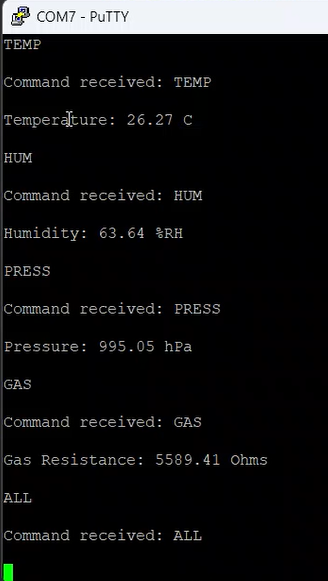 COM7 - PuTTY
TEMP
Command received: TEMP
Temperature: 26.27 C
HUM
Command received: HUM
Humidity: 63.64 %RH
PRESS
Command received: PRESS
Pressure: 995.05 hPa
GAS
Command received: GAS
Gas Resistance: 5589.41 Ohms
ALL
Command received: ALL